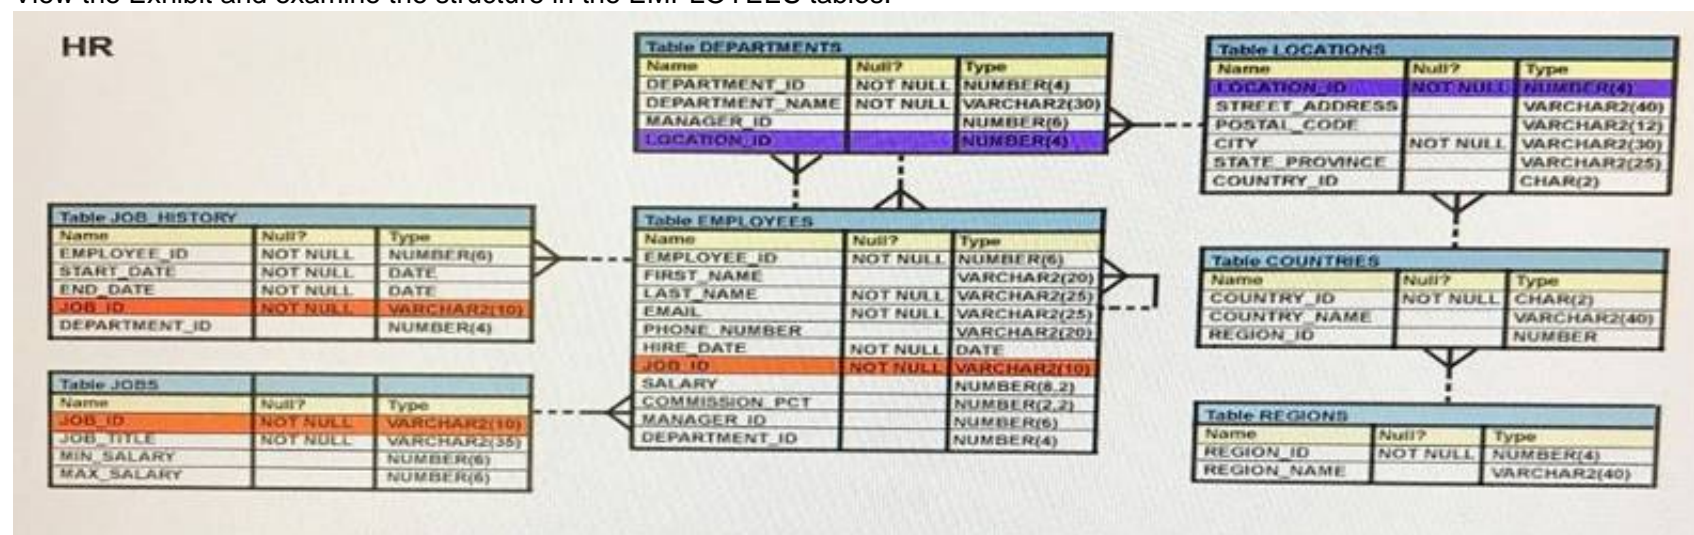 View the Exhibit and examine the structure in the EMPLOYEES tables.
HR
Table DEPARTMENTS
Name Null? Type
DEPARTMENT_ID NOT NULL NUMBER(4)
DEPARTMENT_NAME NOT NULL VARCHAR2(30)
MANAGER_ID NUMBER(6)
LOCATION_ID NUMBER(4)
Table LOCATIONS
Name Null? Type
LOCATION_ID NOT NULL NUMBER(4)
STREET_ADDRESS VARCHAR2(40)
POSTAL_CODE VARCHAR2(12)
CITY NOT NULL VARCHAR2(30)
STATE_PROVINCE VARCHAR2(25)
COUNTRY_ID CHAR(2)
Table JOB_HISTORY
Name Null? Type
EMPLOYEE_ID NOT NULL NUMBER(6)
START_DATE NOT NULL DATE
END_DATE NOT NULL DATE
JOB_ID NOT NULL VARCHAR2(10)
DEPARTMENT_ID NUMBER(4)
Table EMPLOYEES
Name Null? Type
EMPLOYEE_ID NOT NULL NUMBER(6)
FIRST_NAME VARCHAR2(20)
LAST_NAME NOT NULL VARCHAR2(25)
EMAIL NOT NULL VARCHAR2(25)
PHONE_NUMBER VARCHAR2(20)
HIRE_DATE NOT NULL DATE
JOB_ID NOT NULL VARCHAR2(10)
SALARY NUMBER(8,2)
COMMISSION_PCT NUMBER(2,2)
MANAGER_ID NUMBER(6)
DEPARTMENT_ID NUMBER(4)
Table COUNTRIES
Name Null? Type
COUNTRY_ID NOT NULL CHAR(2)
COUNTRY_NAME VARCHAR2(40)
REGION_ID NUMBER
Table JOBS
Name Null? Type
JOB_ID NOT NULL VARCHAR2(10)
JOB_TITLE NOT NULL VARCHAR2(35)
MIN_SALARY NUMBER(6)
MAX_SALARY NUMBER(6)
Table REGIONS
Name Null? Type
REGION_ID NOT NULL NUMBER(4)
REGION_NAME VARCHAR2(40)